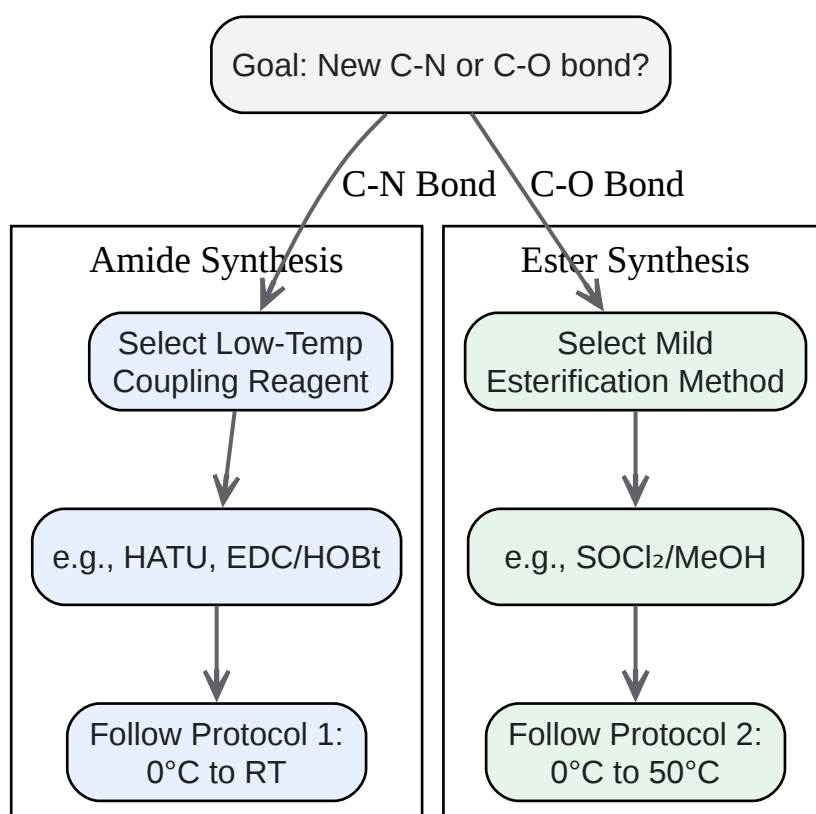 Goal: New C-N or C-O bond?
C-N Bond
C-O Bond
Amide Synthesis
Select Low-Temp
Coupling Reagent
e.g., HATU, EDC/HOBt
Follow Protocol 1:
0°C to RT
Ester Synthesis
Select Mild
Esterification Method
e.g., SOCl₂/MeOH
Follow Protocol 2:
0°C to 50°C